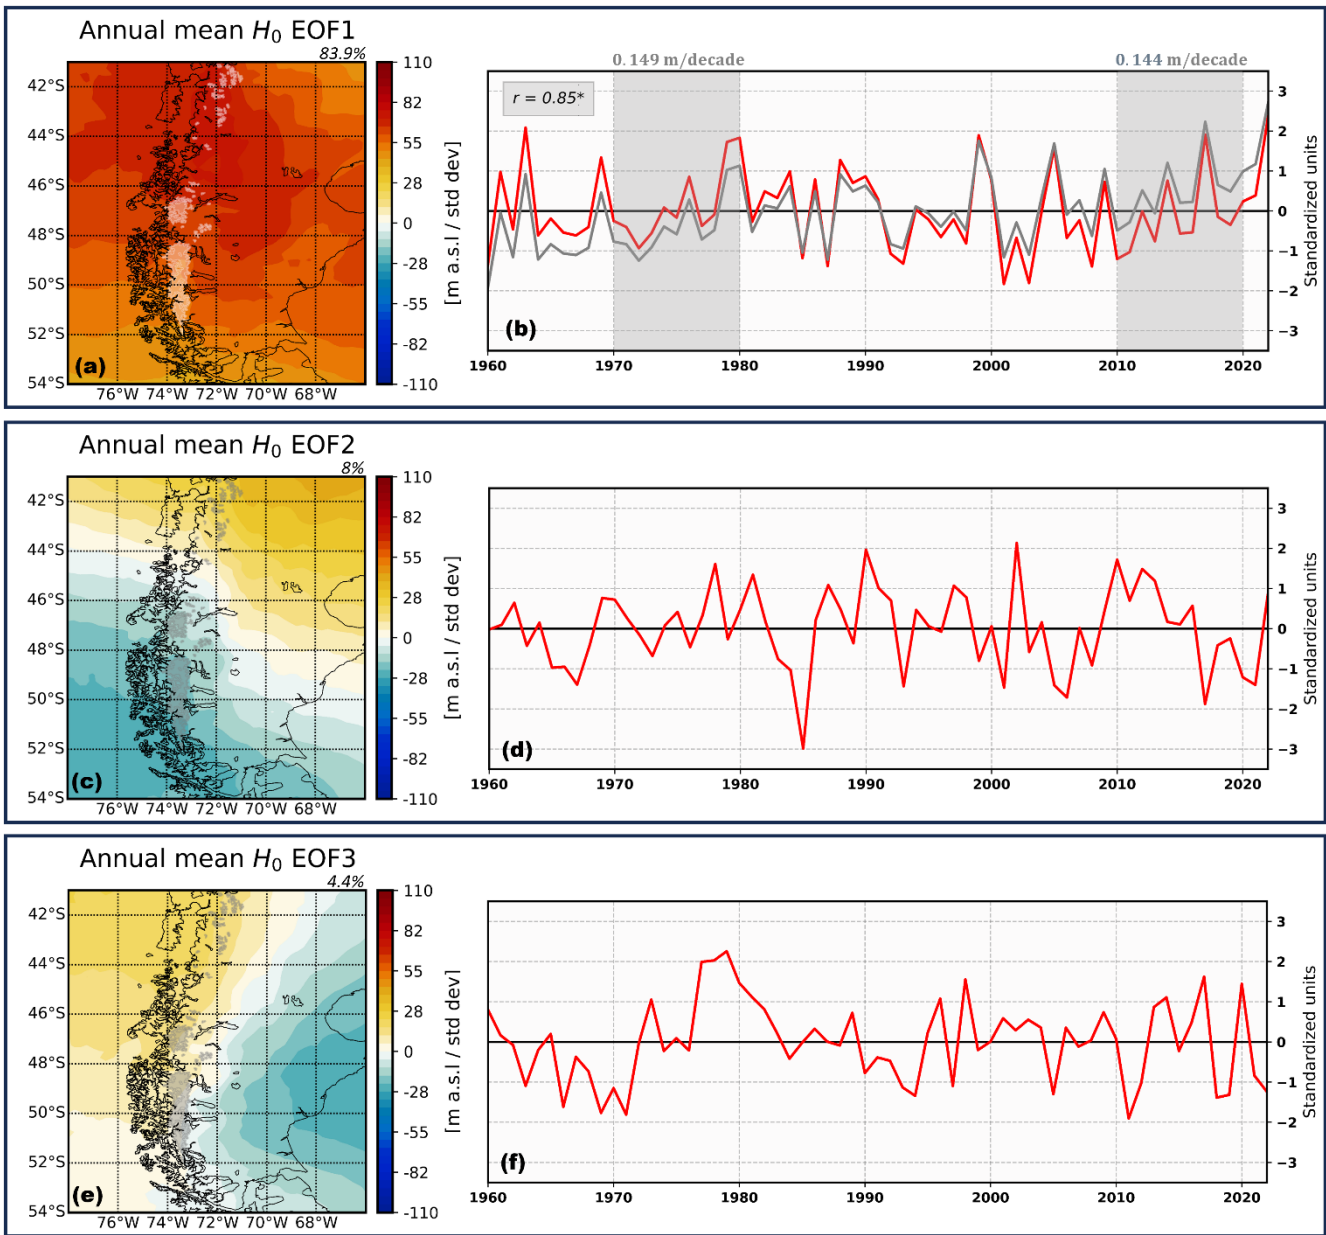 Annual mean H₀ EOF1
83.9%
42°S
44°S
46°S
48°S
50°S
52°S
54°S
76°W 74°W 72°W 70°W 68°W
(a)
110
82
55
28
0
-28
-55
-82
-110
[m a.s.l / std dev]
0.149 m/decade
0.144 m/decade
r = 0.85*
(b)
3
2
1
0
−1
−2
−3
Standardized units
1960 1970 1980 1990 2000 2010 2020
Annual mean H₀ EOF2
8%
42°S
44°S
46°S
48°S
50°S
52°S
54°S
76°W 74°W 72°W 70°W 68°W
(c)
110
82
55
28
0
-28
-55
-82
-110
[m a.s.l / std dev]
(d)
3
2
1
0
−1
−2
−3
Standardized units
1960 1970 1980 1990 2000 2010 2020
Annual mean H₀ EOF3
4.4%
42°S
44°S
46°S
48°S
50°S
52°S
54°S
76°W 74°W 72°W 70°W 68°W
(e)
110
82
55
28
0
-28
-55
-82
-110
[m a.s.l / std dev]
(f)
3
2
1
0
−1
−2
−3
Standardized units
1960 1970 1980 1990 2000 2010 2020